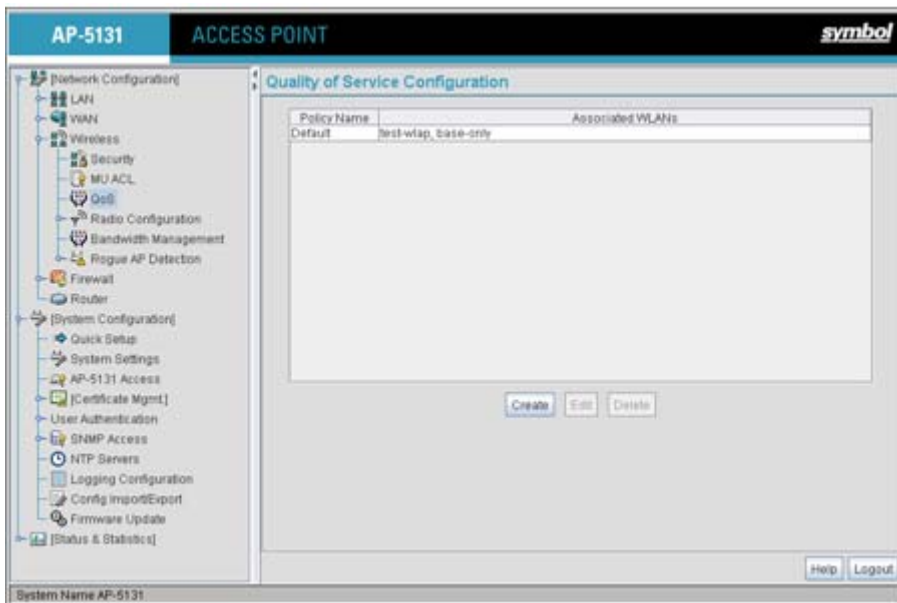 AP-5131 ACCESS POINT symbol
[Network Configuration]
LAN
WAN
Wireless
Security
MU ACL
QoS
Radio Configuration
Bandwidth Management
Rogue AP Detection
Firewall
Router
[System Configuration]
Quick Setup
System Settings
AP-5131 Access
[Certificate Mgmt.]
User Authentication
SNMP Access
NTP Servers
Logging Configuration
Config Import/Export
Firmware Update
[Status & Statistics]
Quality of Service Configuration
Policy Name Associated WLANs
Default test-wlap, base-only
Create Edit Delete
Help Logout
System Name AP-5131